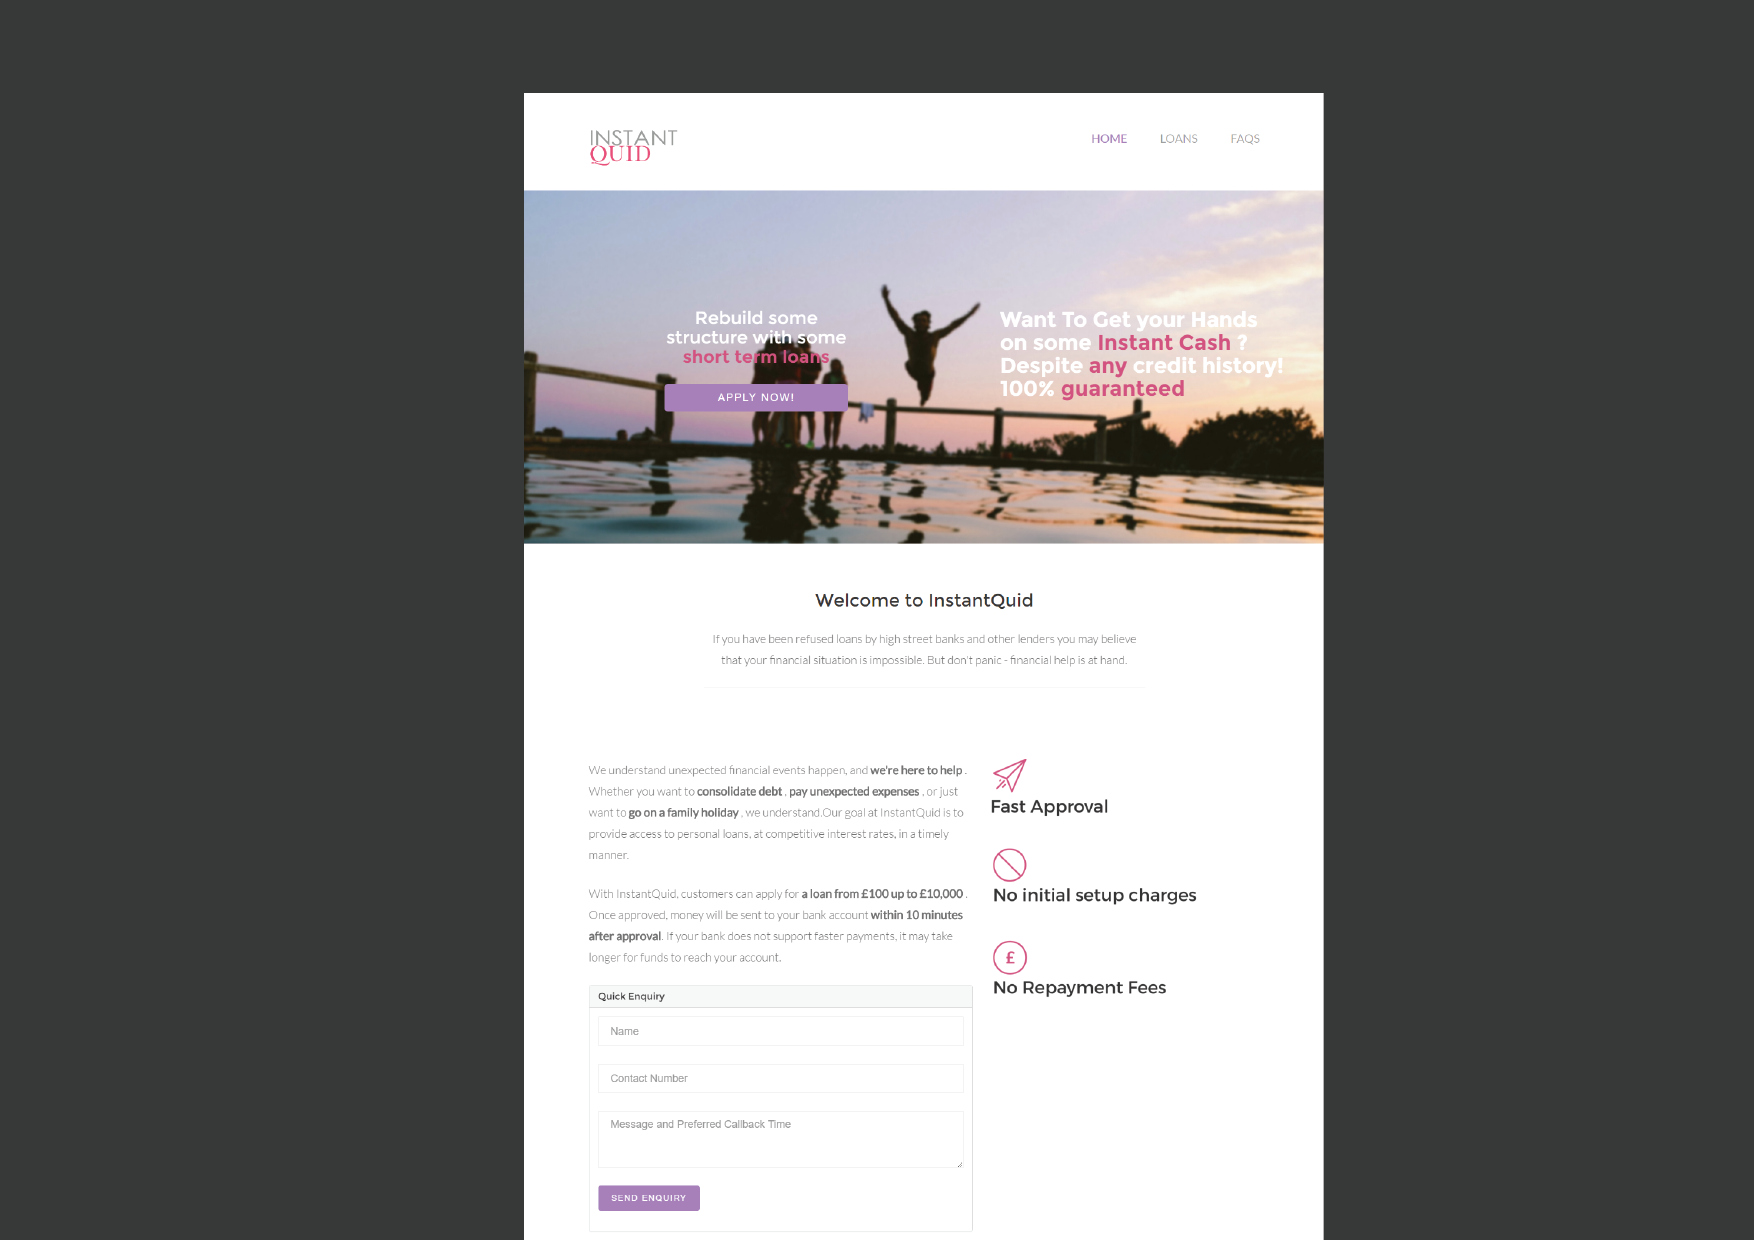 INSTANT
QUID
HOME
LOANS
FAQS
Rebuild some
structure with some
short term loans
APPLY NOW!
Want To Get your Hands
on some Instant Cash ?
Despite any credit history!
100% guaranteed
Welcome to InstantQuid
If you have been refused loans by high street banks and other lenders you may believe
that your financial situation is impossible. But don't panic - financial help is at hand.
We understand unexpected financial events happen, and we're here to help .
Whether you want to consolidate debt , pay unexpected expenses , or just
want to go on a family holiday , we understand.Our goal at InstantQuid is to
provide access to personal loans, at competitive interest rates, in a timely
manner.
With InstantQuid, customers can apply for a loan from £100 up to £10,000 .
Once approved, money will be sent to your bank account within 10 minutes
after approval. If your bank does not support faster payments, it may take
longer for funds to reach your account.
Quick Enquiry
Name
Contact Number
Message and Preferred Callback Time
SEND ENQUIRY
Fast Approval
No initial setup charges
£
No Repayment Fees